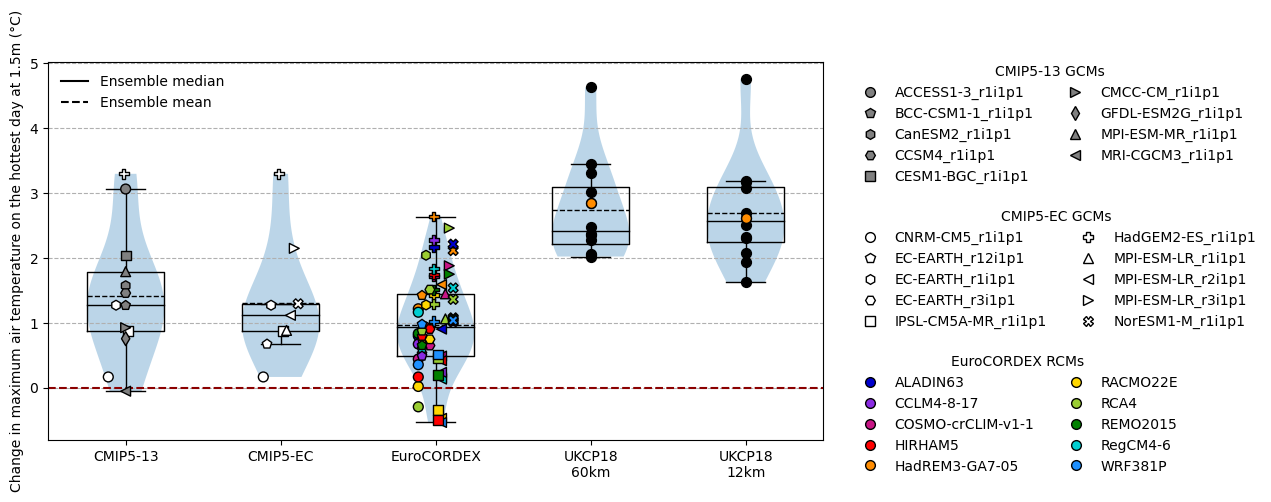 Change in maximum air temperature on the hottest day at 1.5m (°C)
5
4
3
2
1
0
Ensemble median
Ensemble mean
CMIP5-13
CMIP5-EC
EuroCORDEX
UKCP18
60km
UKCP18
12km
CMIP5-13 GCMs
ACCESS1-3_r1i1p1
BCC-CSM1-1_r1i1p1
CanESM2_r1i1p1
CCSM4_r1i1p1
CESM1-BGC_r1i1p1
CMCC-CM_r1i1p1
GFDL-ESM2G_r1i1p1
MPI-ESM-MR_r1i1p1
MRI-CGCM3_r1i1p1
CMIP5-EC GCMs
CNRM-CM5_r1i1p1
EC-EARTH_r12i1p1
EC-EARTH_r1i1p1
EC-EARTH_r3i1p1
IPSL-CM5A-MR_r1i1p1
HadGEM2-ES_r1i1p1
MPI-ESM-LR_r1i1p1
MPI-ESM-LR_r2i1p1
MPI-ESM-LR_r3i1p1
NorESM1-M_r1i1p1
EuroCORDEX RCMs
ALADIN63
CCLM4-8-17
COSMO-crCLIM-v1-1
HIRHAM5
HadREM3-GA7-05
RACMO22E
RCA4
REMO2015
RegCM4-6
WRF381P